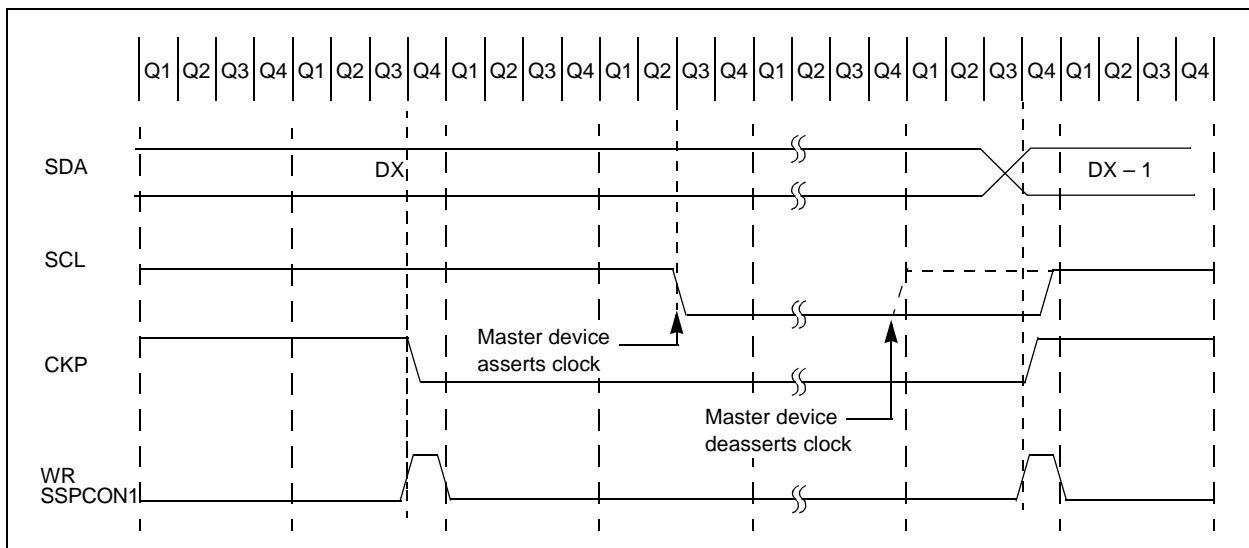 Q1 Q2 Q3 Q4 Q1 Q2 Q3 Q4 Q1 Q2 Q3 Q4 Q1 Q2 Q3 Q4 Q1 Q2 Q3 Q4 Q1 Q2 Q3 Q4 Q1 Q2 Q3 Q4
SDA
DX
DX – 1
SCL
Master device
asserts clock
CKP
Master device
deasserts clock
WR
SSPCON1